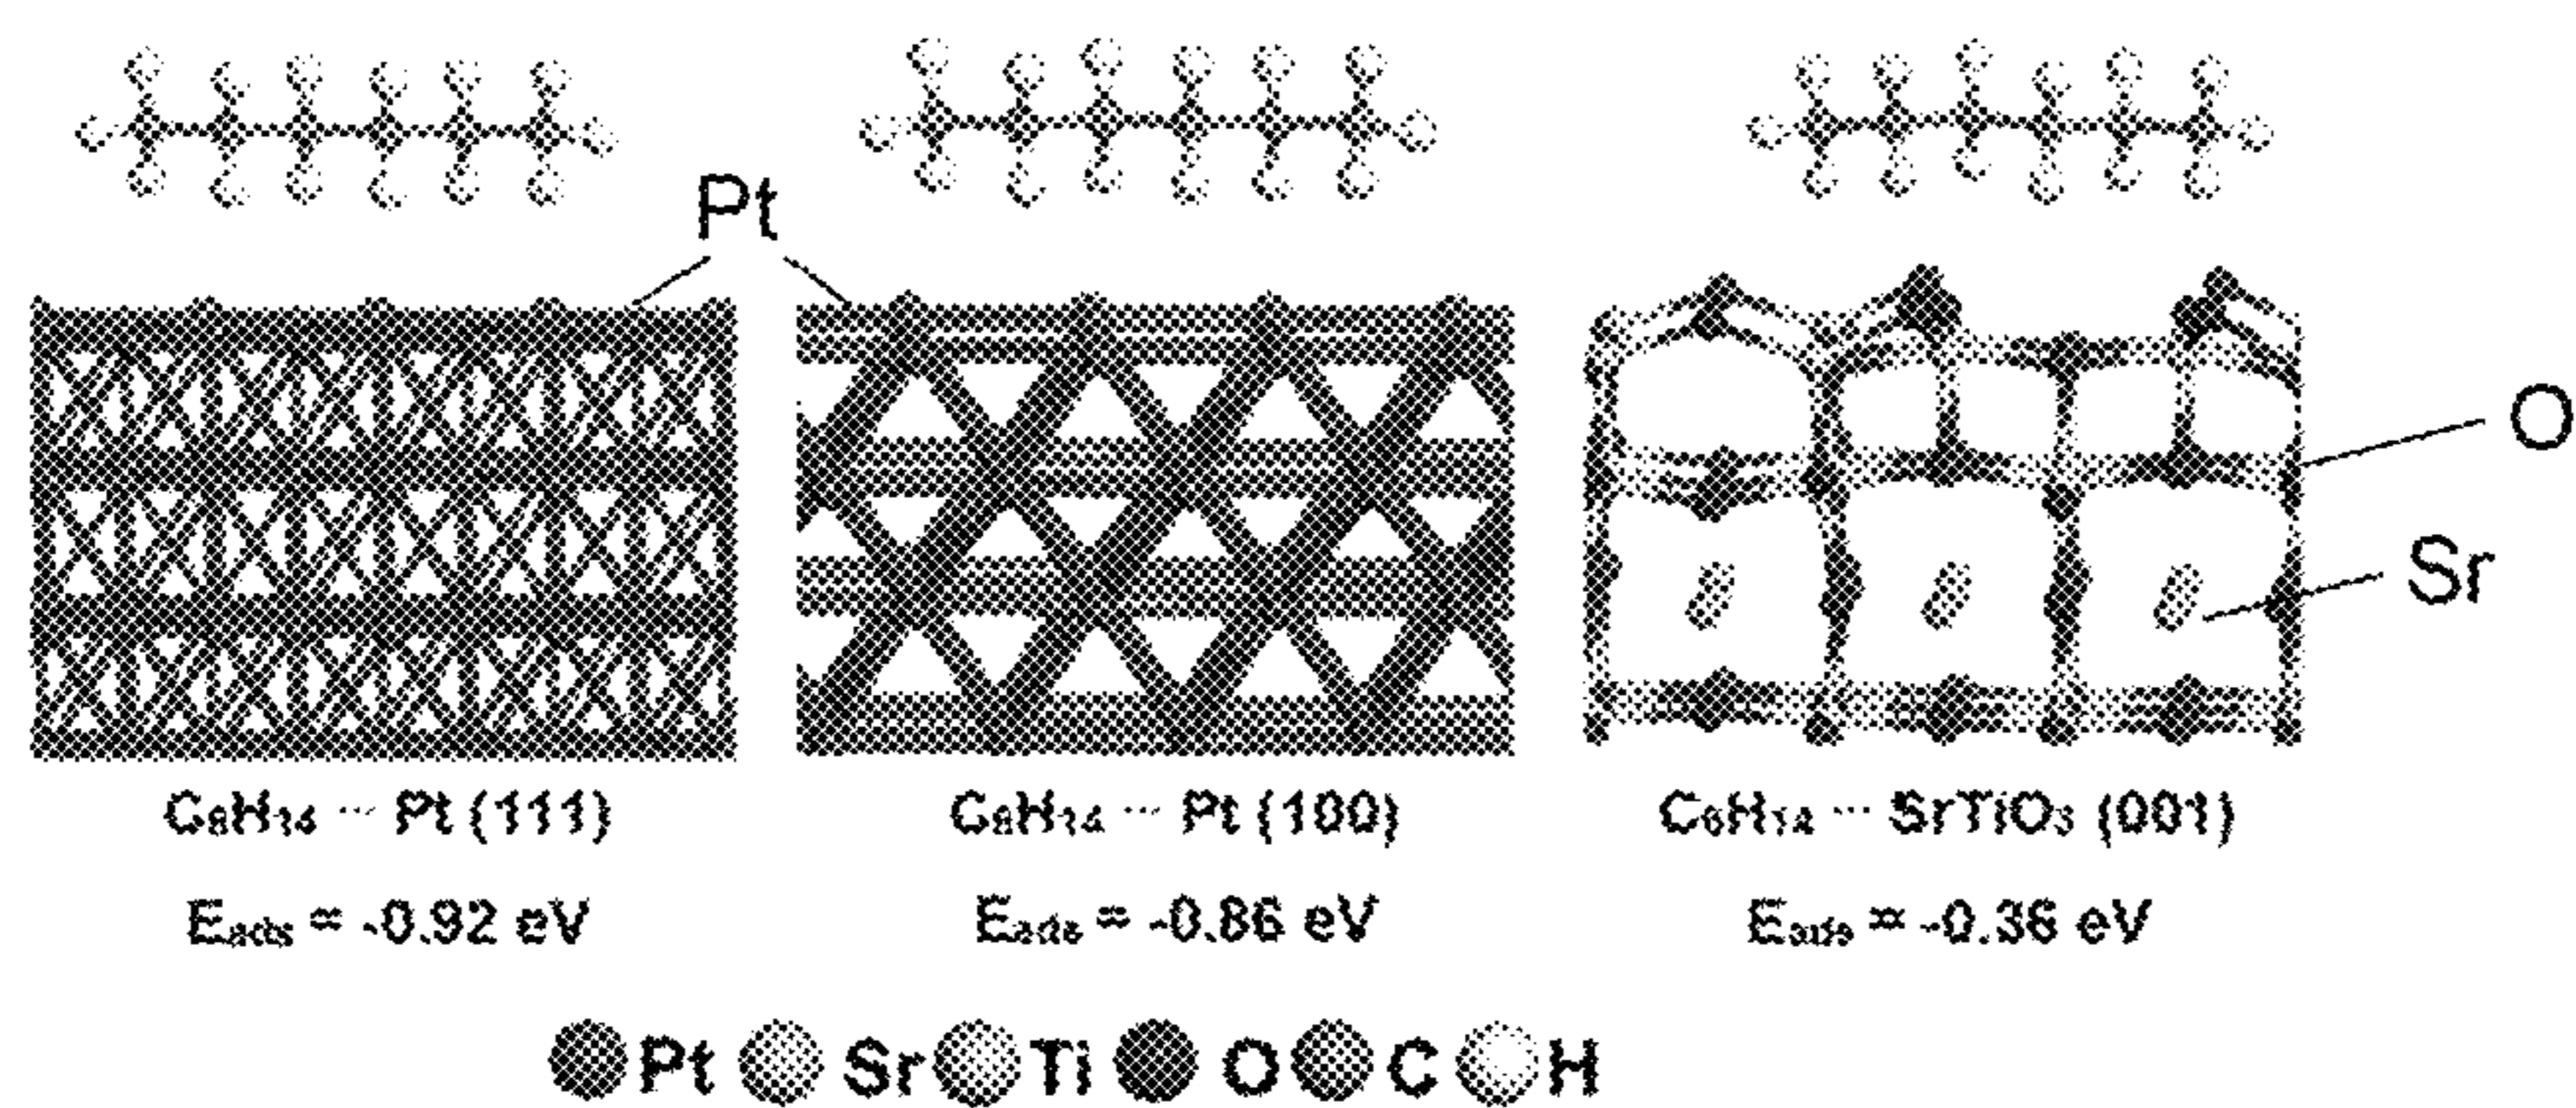 Pt
O
Sr
C₆H₁₄ ··· Pt (111)
C₆H₁₄ ··· Pt (100)
C₆H₁₄ ··· SrTiO₃ (001)
Eads = -0.92 eV
Eads = -0.86 eV
Eads = -0.36 eV
Pt Sr Ti O C H